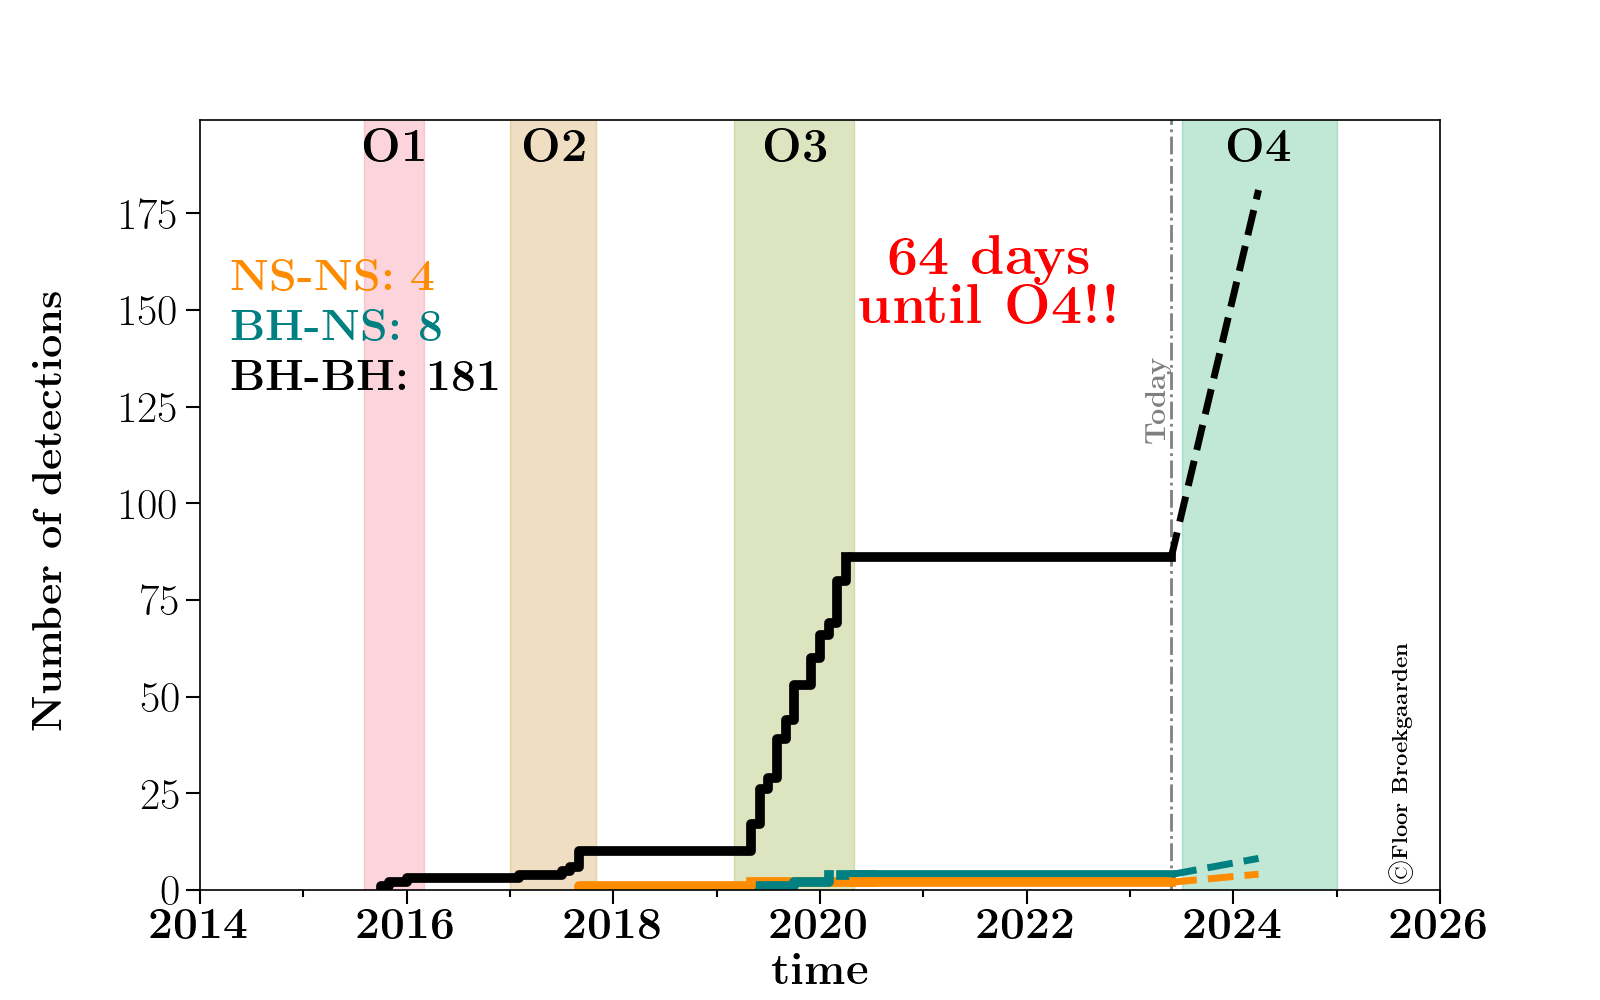 O1 O2 O3 O4
175
150
125
100
75
50
25
0
Number of detections
NS-NS: 4
BH-NS: 8
BH-BH: 181
64 days
until O4!!
Today
©Floor Broekgaarden
2014 2016 2018 2020 2022 2024 2026
time